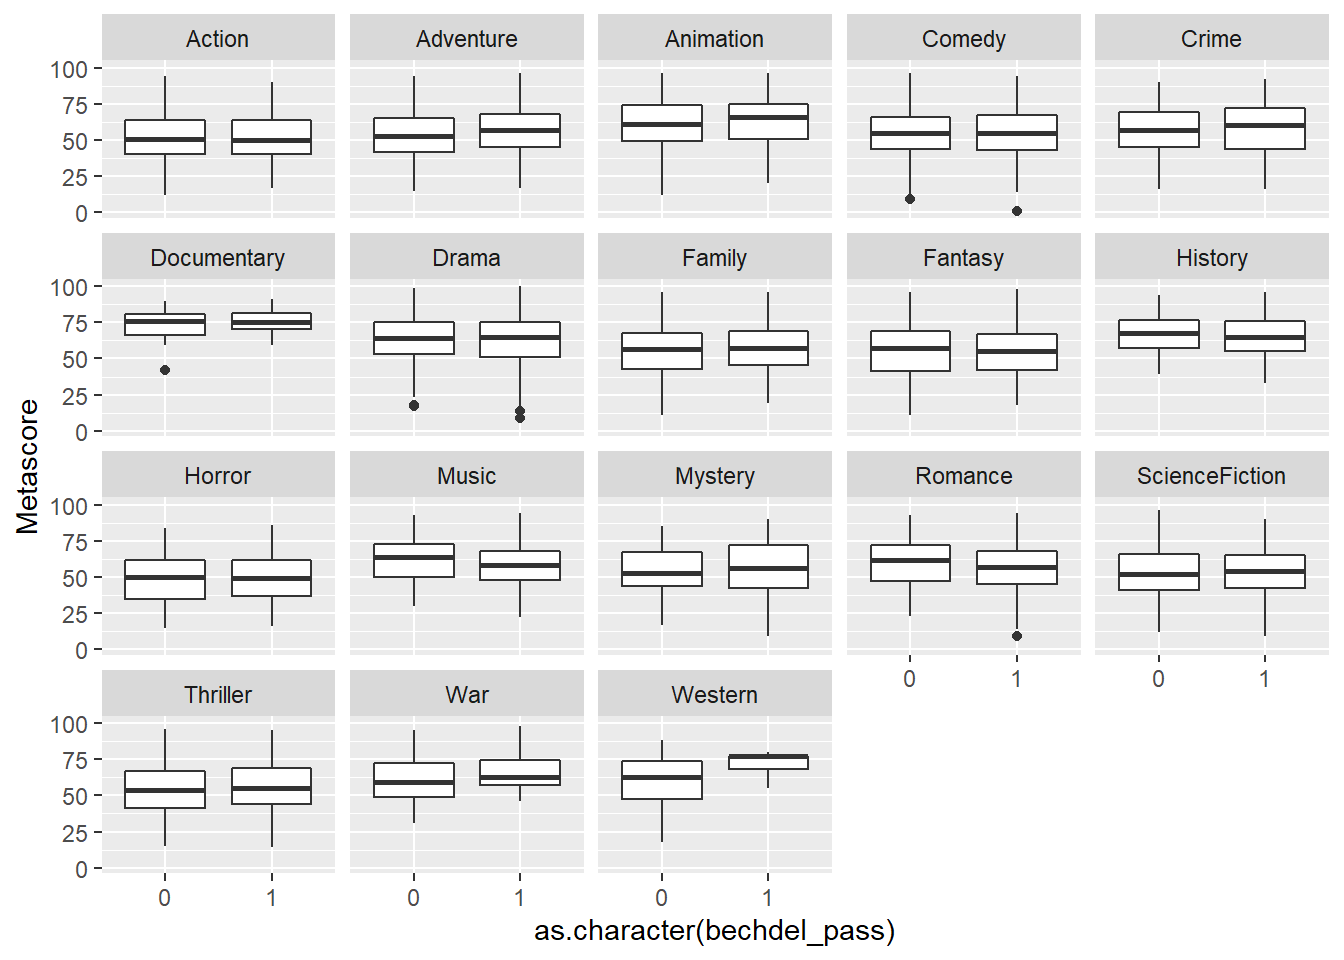 Action Adventure Animation Comedy Crime
100
75
50
25
0
Documentary Drama Family Fantasy History
100
75
50
25
0
Metascore
Horror Music Mystery Romance ScienceFiction
100
75
50
25
0
0 1 0 1
Thriller War Western
100
75
50
25
0
0 1 0 1 0 1
as.character(bechdel_pass)